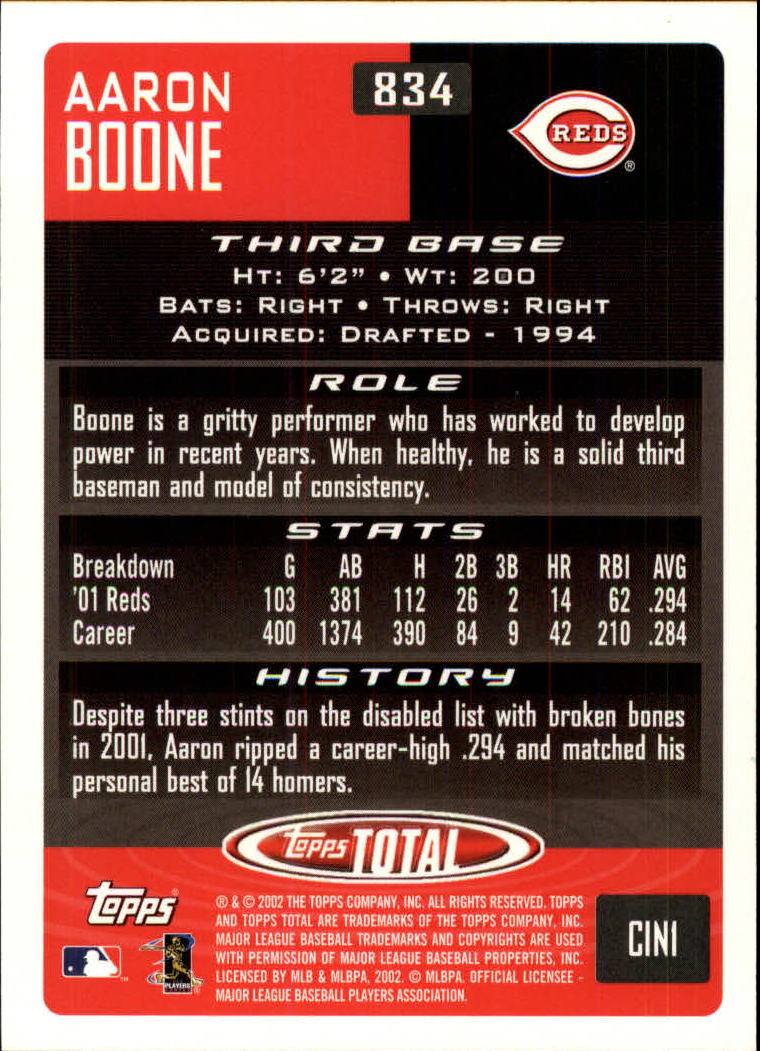 AARON
BOONE
834
REDS
®
THIRD BASE
HT: 6'2" • WT: 200
BATS: RIGHT • THROWS: RIGHT
ACQUIRED: DRAFTED - 1994
ROLE
Boone is a gritty performer who has worked to develop
power in recent years. When healthy, he is a solid third
baseman and model of consistency.
STATS
Breakdown G AB H 2B 3B HR RBI AVG
'01 Reds 103 381 112 26 2 14 62 .294
Career 400 1374 390 84 9 42 210 .284
HISTORY
Despite three stints on the disabled list with broken bones
in 2001, Aaron ripped a career-high .294 and matched his
personal best of 14 homers.
topps TOTAL
topps®
® & © 2002 THE TOPPS COMPANY, INC. ALL RIGHTS RESERVED. TOPPS
AND TOPPS TOTAL ARE TRADEMARKS OF THE TOPPS COMPANY, INC.
MAJOR LEAGUE BASEBALL TRADEMARKS AND COPYRIGHTS ARE USED
WITH PERMISSION OF MAJOR LEAGUE BASEBALL PROPERTIES, INC.
LICENSED BY MLB & MLBPA, 2002. © MLBPA. OFFICIAL LICENSEE -
MAJOR LEAGUE BASEBALL PLAYERS ASSOCIATION.
CIN1
TM
PLAYERS
®